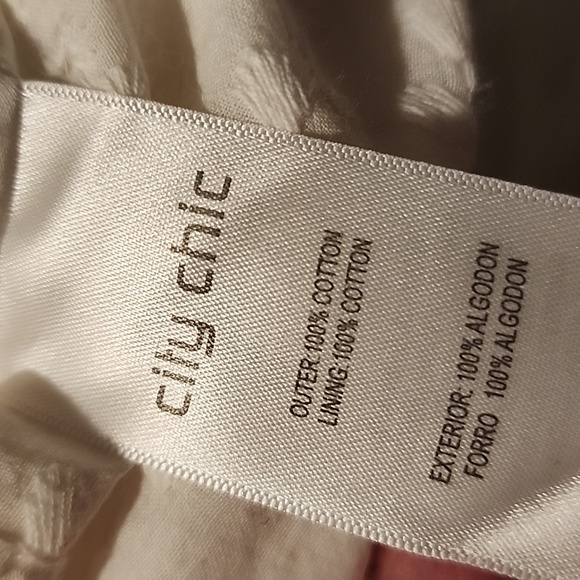 city chic
OUTER 100% COTTON
LINING 100% COTTON
EXTERIOR: 100% ALGODON
FORRO 100% ALGODON